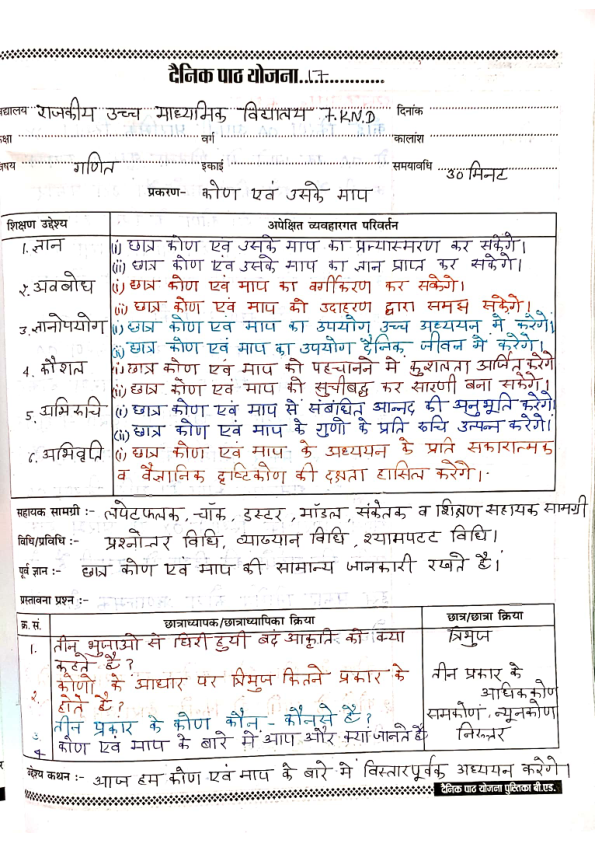 दैनिक पाठ योजना..17............
द्यालय राजकीय उच्च माध्यमिक विद्यालय 7.K.N.D दिनांक
क्षा वर्ग कालांश
षय गणित इकाई समयावधि 30 मिनट
प्रकरण- कोण एवं उसके माप
शिक्षण उद्देश्य अपेक्षित व्यवहारगत परिवर्तन
1. ज्ञान (i) छात्र कोण एवं उसके माप का प्रत्यास्मरण कर सकेंगे।
(ii) छात्र कोण एवं उसके माप का ज्ञान प्राप्त कर सकेगे।
2. अवबोध (i) छात्र कोण एवं माप का वर्गीकरण कर सकेगे।
(ii) छात्र कोण एवं माप को उदाहरण द्वारा समझ सकेगे।
3. ज्ञानोपयोग (i) छात्र कोण एवं माप का उपयोग उच्च अध्ययन मे करेगे।
(ii) छात्र कोण एवं माप का उपयोग दैनिक जीवन मे करेगे।
4. कौशल (i) छात्र कोण एवं माप को पहचानने मे कुशलता अर्जित करेगे
(ii) छात्र कोण एवं माप की सुचीबद्ध कर सारणी बना सकेगे।
5. अभिरुचि (i) छात्र कोण एवं माप से संबंधित आनन्द की अनुभूति करेगे।
(ii) छात्र कोण एवं माप के गुणो के प्रति रुचि उत्पन्न करेगे।
6. अभिवृति (i) छात्र कोण एवं माप के अध्ययन के प्रति सकारात्मक
व वैज्ञानिक दृष्टिकोण की दक्षता हासिल करेगे।
सहायक सामग्री :- लपेटफलक, चॉक, डस्टर, मॉडल, संकेतक व शिक्षण सहायक सामग्री
विधि/प्रविधि :- प्रश्नोत्तर विधि, व्याख्यान विधि, श्यामपटट विधि।
पूर्व ज्ञान :- छात्र कोण एवं माप की सामान्य जानकारी रखते है।
प्रस्तावना प्रश्न :-
क्र. सं. छात्राध्यापक/छात्राध्यापिका क्रिया छात्र/छात्रा क्रिया
1. तीन भुजाओ से घिरी हुयी बद आकृति को क्या त्रिभुज
कहते है?
2 कोणो के आधार पर त्रिभुज कितने प्रकार के तीन प्रकार के
होते है? अधिककोण
3 तीन प्रकार के कोण कौन - कौनसे है? समकोण, न्यूनकोण
4 कोण एवं माप के बारे में आप और क्या जानते है निरुत्तर
उद्देश्य कथन :- आज हम कोण एवं माप के बारे में विस्तारपूर्वक अध्ययन करेगे।
दैनिक पाठ योजना पुस्तिका बी.एड.